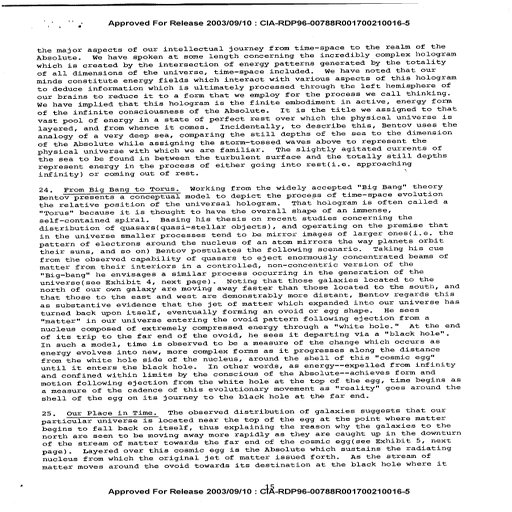 Approved For Release 2003/09/10 : CIA-RDP96-00788R001700210016-5
the major aspects of our intellectual journey from time-space to the realm of the
Absolute. We have spoken at some length concerning the incredibly complex hologram
which is created by the intersection of energy patterns generated by the totality
of all dimensions of the universe, time-space included. We have noted that our
minds constitute energy fields which interact with various aspects of this hologram
to deduce information which is ultimately processed through the left hemisphere of
our brains to reduce it to a form that we employ for the process we call thinking.
We have implied that this hologram is the finite embodiment in active, energy form
of the infinite consciousness of the Absolute. It is the title we assigned to that
vast pool of energy in a state of perfect rest over which the physical universe is
layered, and from whence it comes. Incidentally, to describe this, Bentov uses the
analogy of a very deep sea, comparing the still depths of the sea to the dimension
of the Absolute while assigning the storm-tossed waves above to represent the
physical universe with which we are familiar. The slightly agitated currents of
the sea to be found in between the turbulent surface and the totally still depths
represent energy in the process of either going into rest(i.e. approaching
infinity) or coming out of rest.
24. From Big Bang to Torus. Working from the widely accepted "Big Bang" theory
Bentov presents a conceptual model to depict the process of time-space evolution
the relative position of the universal hologram. That hologram is often called a
"Torus" because it is thought to have the overall shape of an immense,
self-contained spiral. Basing his thesis on recent studies concerning the
distribution of quasars(quasi-stellar objects), and operating on the premise that
in the universe smaller processes tend to be mirror images of larger ones(i.e. the
pattern of electrons around the nucleus of an atom mirrors the way planets orbit
their suns, and so on) Bentov postulates the following scenario. Taking his cue
from the observed capability of quasars to eject enormously concentrated beams of
matter from their interiors in a controlled, non-concentric version of the
"Big-bang" he envisages a similar process occurring in the generation of the
universe(see Exhibit 4, next page). Noting that those galaxies located to the
north of our own galaxy are moving away faster than those located to the south, and
that those to the east and west are demonstrably more distant, Bentov regards this
as substantive evidence that the jet of matter which expanded into our universe has
turned back upon itself, eventually forming an ovoid or egg shape. He sees
"matter" in our universe entering the ovoid pattern following ejection from a
nucleus composed of extremely compressed energy through a "white hole." At the end
of its trip to the far end of the ovoid, he sees it departing via a "black hole".
In such a model, time is observed to be a measure of the change which occurs as
energy evolves into new, more complex forms as it progresses along the distance
from the white hole side of the nucleus, around the shell of this "cosmic egg"
until it enters the black hole. In other words, as energy--expelled from infinity
and confined within limits by the conscious of the Absolute--achieves form and
motion following ejection from the white hole at the top of the egg, time begins as
a measure of the cadence of this evolutionary movement as "reality" goes around the
shell of the egg on its journey to the black hole at the far end.
25. Our Place in Time. The observed distribution of galaxies suggests that our
particular universe is located near the top of the egg at the point where matter
begins to fall back on itself, thus explaining the reason why the galaxies to the
north are seen to be moving away more rapidly as they are caught up in the downturn
of the stream of matter towards the far end of the cosmic egg(see Exhibit 5, next
page). Layered over this cosmic egg is the Absolute which sustains the radiating
nucleus from which the original jet of matter issued forth. As the stream of
matter moves around the ovoid towards its destination at the black hole where it
15
Approved For Release 2003/09/10 : CIA-RDP96-00788R001700210016-5